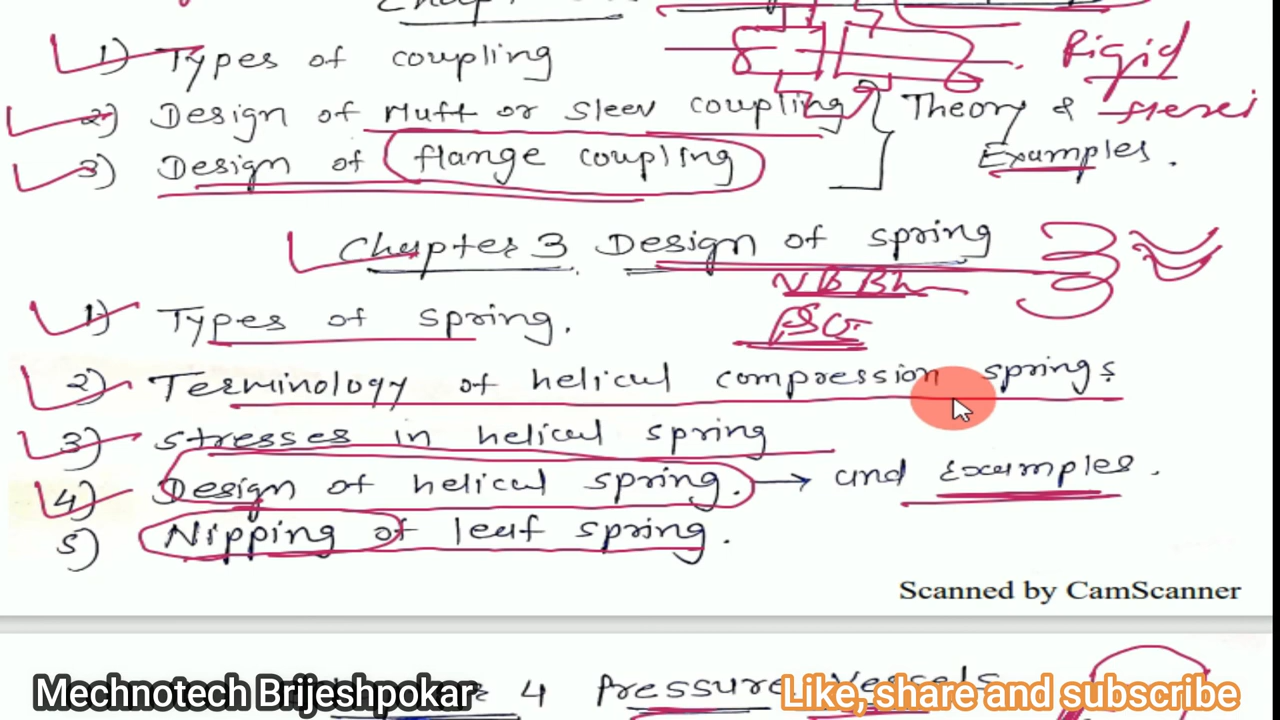 1) Types of coupling
Rigid
2) Design of Muff or Sleev coupling
Theory &
3) Design of flange coupling
Examples.
Chapter 3 Design of spring
1) Types of spring.
2) Terminology of helical compression springs
3) stresses in helical spring
4) Design of helical spring. → and Examples.
5) Nipping of leaf spring.
Scanned by CamScanner
4 Pressure Vessels
Mechnotech Brijeshpokar
Like, share and subscribe